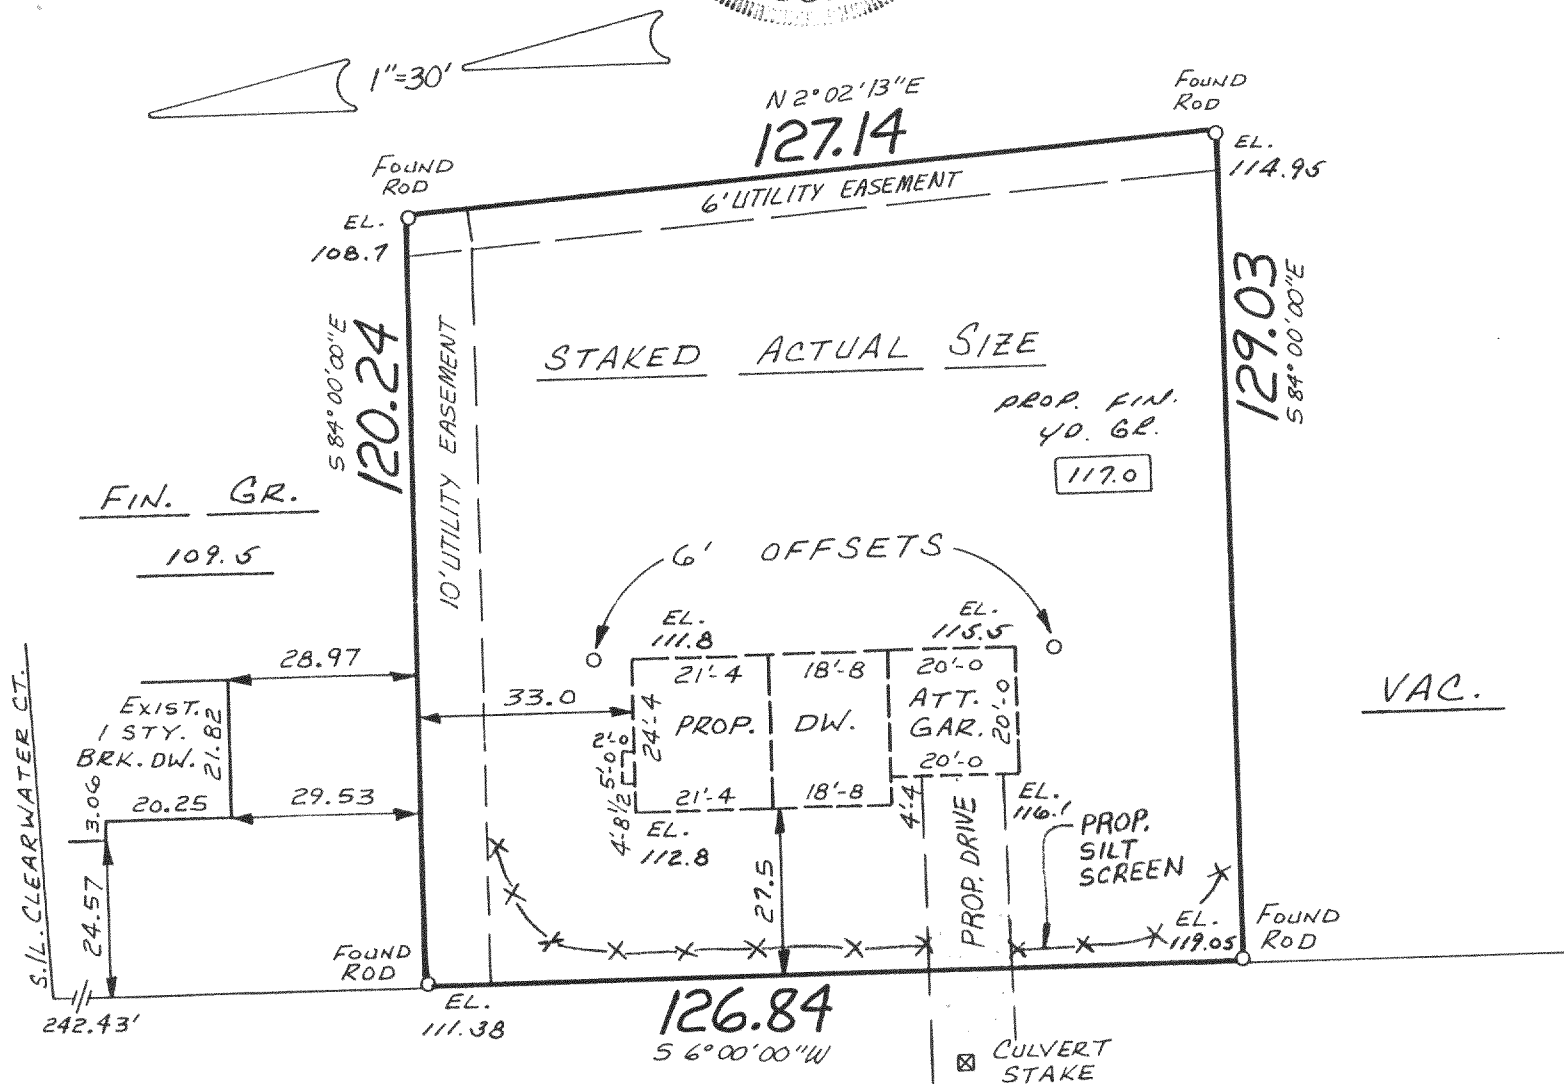 1"=30'
N 2° 02' 13" E
127.14
FOUND
ROD
EL.
114.95
FOUND
ROD
EL.
108.7
6' UTILITY EASEMENT
S 84° 00' 00" E
120.24
10' UTILITY EASEMENT
129.03
S 84° 00' 00" E
STAKED ACTUAL SIZE
PROP. FIN.
YD. GR.
117.0
FIN. GR.
109.5
6' OFFSETS
EL.
111.8
EL.
115.5
28.97
21'-4
18'-8
20'-0
S.I.L. CLEARWATER CT.
EXIST.
1 STY.
BRK. DW.
21.82
33.0
24'-4
PROP. DW.
ATT.
GAR.
20'-0
VAC.
2'-0
5'-0
4'-8½
3.06
20.25
29.53
21'-4
18'-8
20'-0
4'-4
EL.
112.8
EL.
116.1
PROP.
SILT
SCREEN
24.57
27.5
PROP. DRIVE
FOUND
ROD
EL.
119.05
FOUND
ROD
242.43'
EL.
111.38
126.84
S 6° 00' 00" W
CULVERT
STAKE